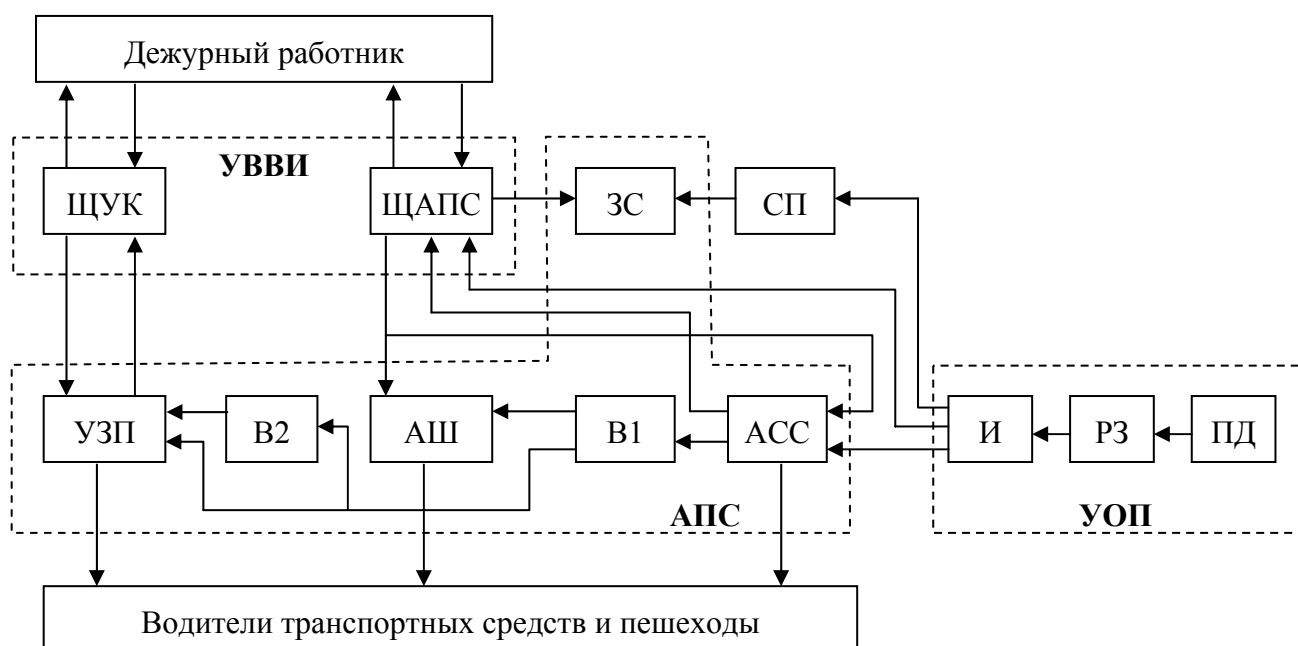 Дежурный работник
УВВИ
ЩУК
ЩАПС
ЗС
СП
УЗП
В2
АШ
В1
АСС
И
РЗ
ПД
АПС
УОП
Водители транспортных средств и пешеходы